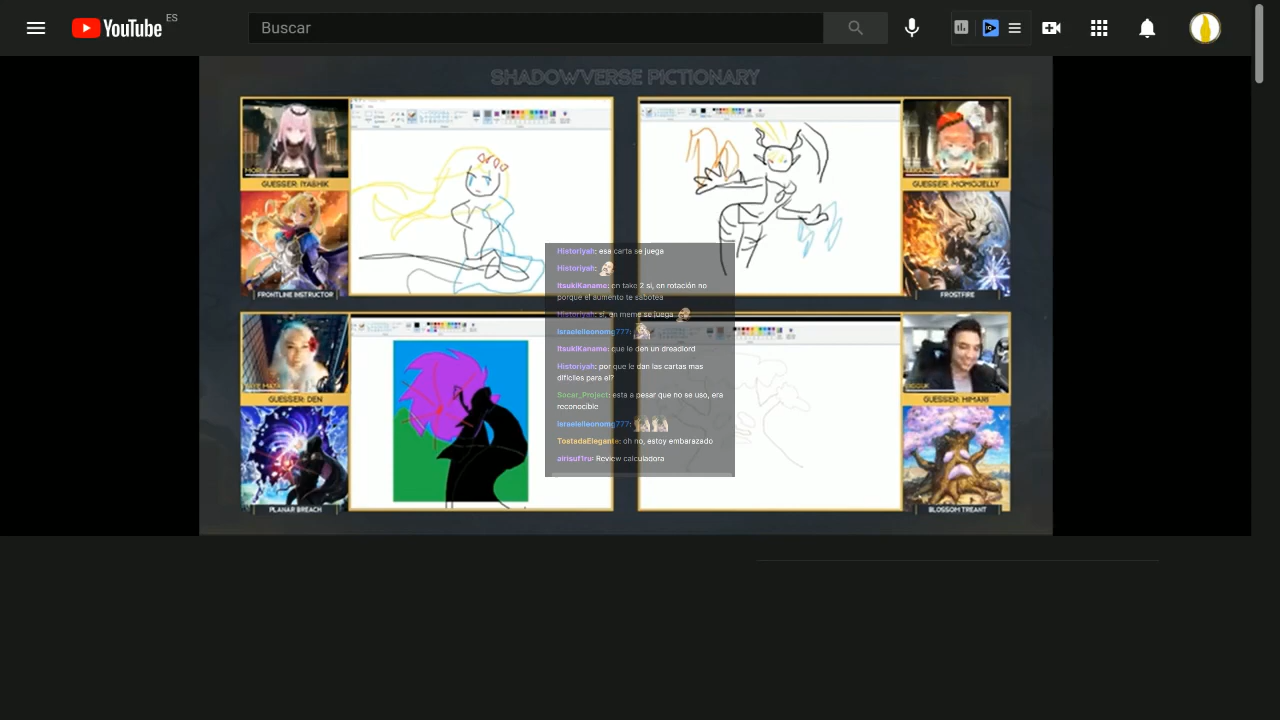 YouTube ES
Buscar
SHADOWVERSE PICTIONARY
GUESSER: IYASHIK
FRONTLINE INSTRUCTOR
GUESSER: MOMOJELLY
FROSTFIRE
Historiyah: esa carta se juega
Historiyah:
ItsukiKaname: en take 2 si, en rotación no
porque el aumento te sabotea
Historiyah: si, en meme se juega
Israelelleonomg777:
ItsukiKaname: que le den un dreadlord
Historiyah: por que le dan las cartas mas
dificiles para el?
Socar_Project: esta a pesar que no se uso, era
reconocible
Israelelleonomg777:
TostadaElegante: oh no, estoy embarazado
airisuf1ru: Review calculadora
GUESSER: DEN
PLANAR BREACH
GUESSER: HIMARI
BLOSSOM TREANT